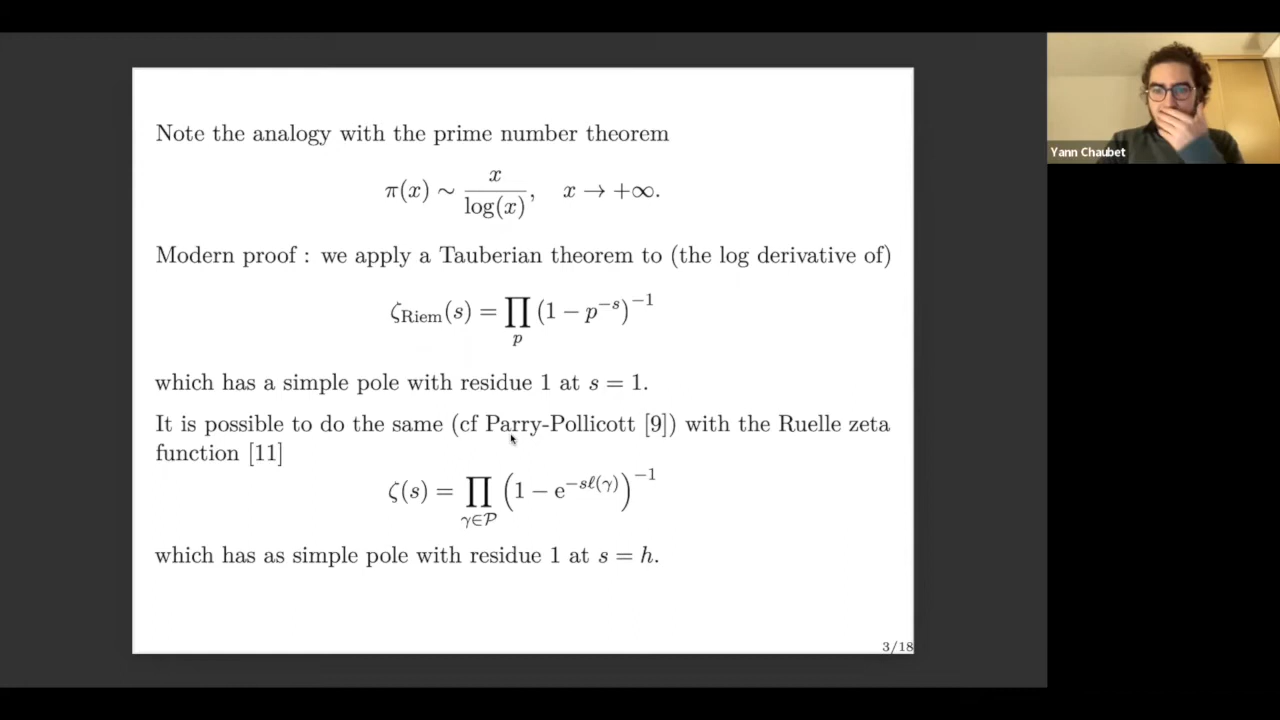 Note the analogy with the prime number theorem
π(x) ∼ x / log(x), x → +∞.
Modern proof : we apply a Tauberian theorem to (the log derivative of)
ζ_Riem(s) = ∏_p (1 − p^{−s})^{−1}
which has a simple pole with residue 1 at s = 1.
It is possible to do the same (cf Parry-Pollicott [9]) with the Ruelle zeta
function [11]
ζ(s) = ∏_{γ∈𝒫} (1 − e^{−sℓ(γ)})^{−1}
which has as simple pole with residue 1 at s = h.
3/18
Yann Chaubet